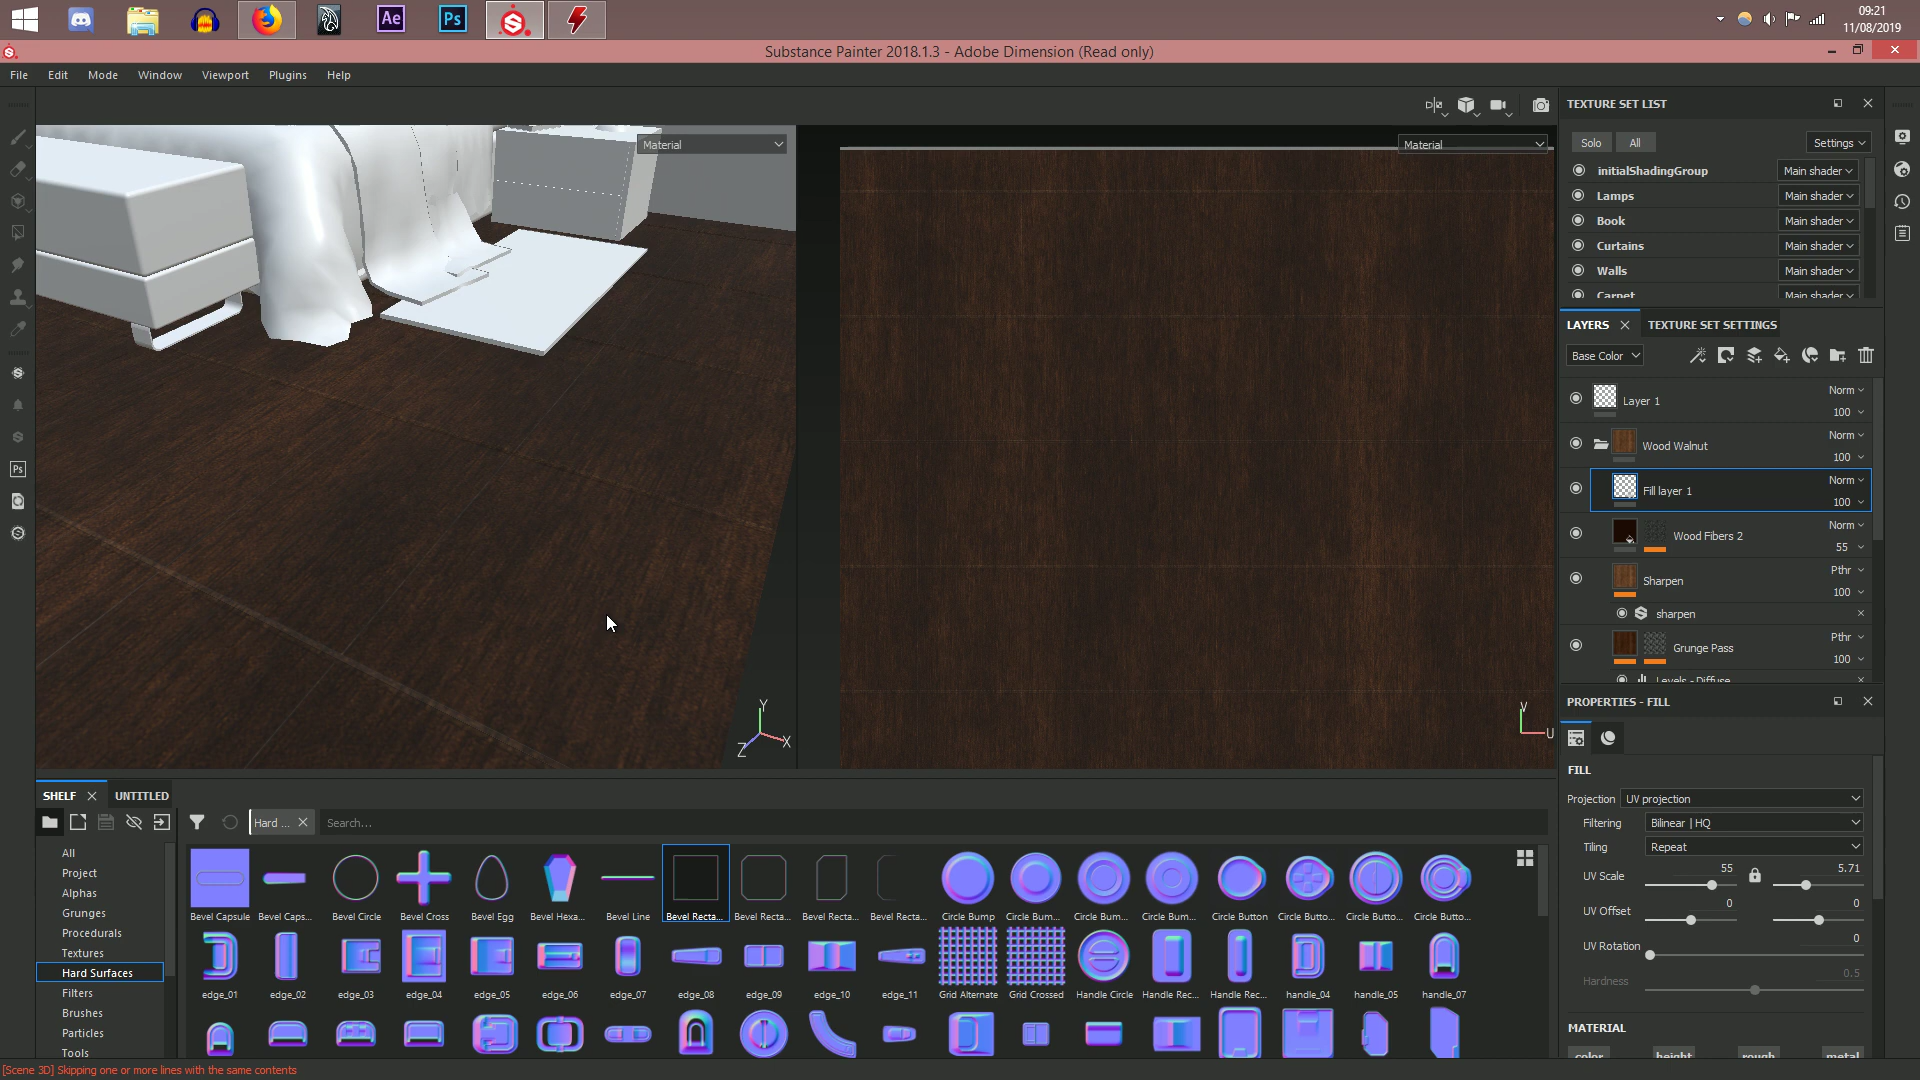 Ae
Ps
09:21
11/08/2019
Substance Painter 2018.1.3 - Adobe Dimension (Read only)
File Edit Mode Window Viewport Plugins Help
Material
Material
TEXTURE SET LIST
Solo All Settings
initialShadingGroup Main shader
Lamps Main shader
Book Main shader
Curtains Main shader
Walls Main shader
Carpet Main shader
LAYERS TEXTURE SET SETTINGS
Base Color
Layer 1 Norm 100
Wood Walnut Norm 100
Fill layer 1 Norm 100
Wood Fibers 2 Norm 55
Sharpen Pthr 100
sharpen
Grunge Pass Pthr 100
Levels - Diffuse
PROPERTIES - FILL
FILL
Projection UV projection
Filtering Bilinear | HQ
Tiling Repeat
UV Scale 55 5.71
UV Offset 0 0
UV Rotation 0
Hardness 0.5
MATERIAL
color height rough metal
Y
X
Z
V
U
Ps
SHELF UNTITLED
Hard ... Search...
All
Project
Alphas
Grunges
Procedurals
Textures
Hard Surfaces
Filters
Brushes
Particles
Tools
Bevel Capsule Bevel Caps... Bevel Circle Bevel Cross Bevel Egg Bevel Hexa... Bevel Line Bevel Recta... Bevel Recta... Bevel Recta... Bevel Recta... Circle Bump Circle Bum... Circle Bum... Circle Bum... Circle Button Circle Butto... Circle Butto... Circle Butto...
edge_01 edge_02 edge_03 edge_04 edge_05 edge_06 edge_07 edge_08 edge_09 edge_10 edge_11 Grid Alternate Grid Crossed Handle Circle Handle Rec... Handle Rec... handle_04 handle_05 handle_07
[Scene 3D] Skipping one or more lines with the same contents